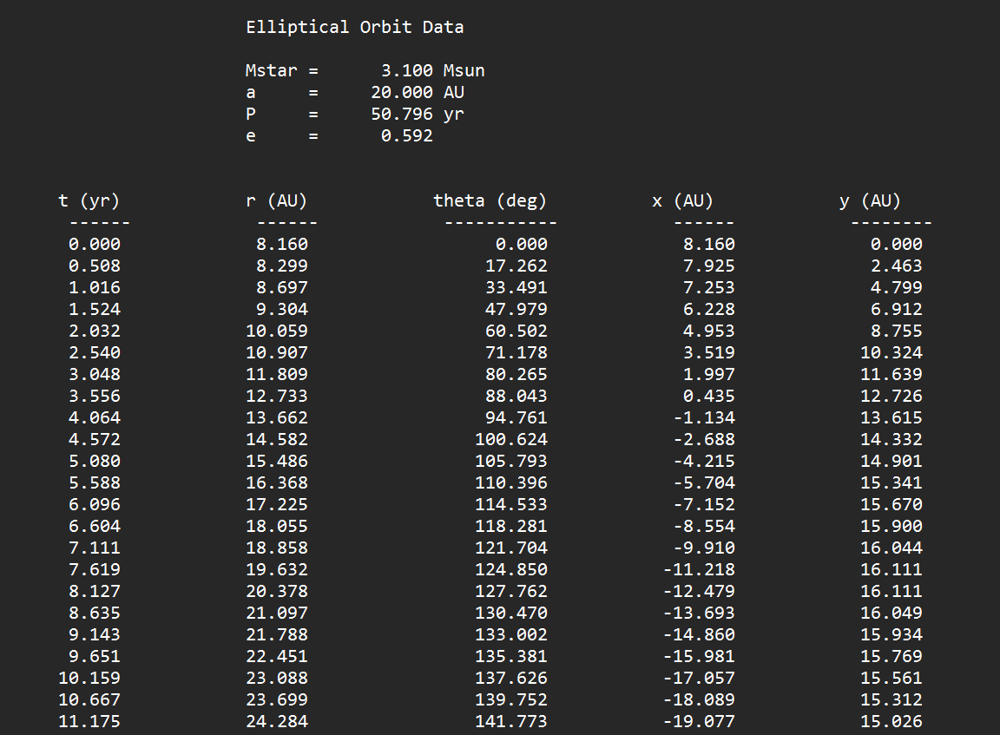 Elliptical Orbit Data
Mstar = 3.100 Msun
a = 20.000 AU
P = 50.796 yr
e = 0.592
t (yr) r (AU) theta (deg) x (AU) y (AU)
------ ------ ----------- ------ --------
0.000 8.160 0.000 8.160 0.000
0.508 8.299 17.262 7.925 2.463
1.016 8.697 33.491 7.253 4.799
1.524 9.304 47.979 6.228 6.912
2.032 10.059 60.502 4.953 8.755
2.540 10.907 71.178 3.519 10.324
3.048 11.809 80.265 1.997 11.639
3.556 12.733 88.043 0.435 12.726
4.064 13.662 94.761 -1.134 13.615
4.572 14.582 100.624 -2.688 14.332
5.080 15.486 105.793 -4.215 14.901
5.588 16.368 110.396 -5.704 15.341
6.096 17.225 114.533 -7.152 15.670
6.604 18.055 118.281 -8.554 15.900
7.111 18.858 121.704 -9.910 16.044
7.619 19.632 124.850 -11.218 16.111
8.127 20.378 127.762 -12.479 16.111
8.635 21.097 130.470 -13.693 16.049
9.143 21.788 133.002 -14.860 15.934
9.651 22.451 135.381 -15.981 15.769
10.159 23.088 137.626 -17.057 15.561
10.667 23.699 139.752 -18.089 15.312
11.175 24.284 141.773 -19.077 15.026